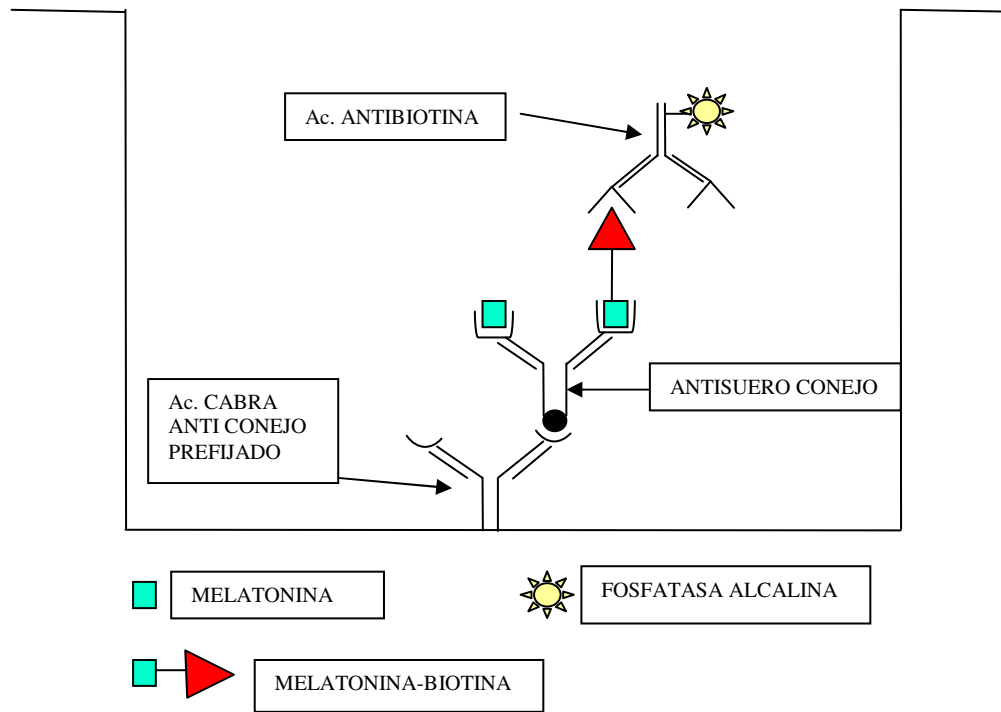 Ac. ANTIBIOTINA
ANTISUERO CONEJO
Ac. CABRA
ANTI CONEJO
PREFIJADO
MELATONINA
FOSFATASA ALCALINA
MELATONINA-BIOTINA